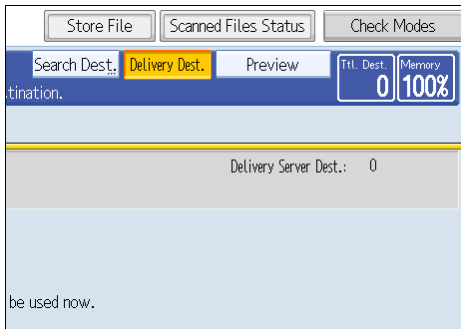 Store File Scanned Files Status Check Modes
Search Dest. Delivery Dest. Preview Ttl. Dest. Memory
0 100%
tination.
Delivery Server Dest.: 0
be used now.